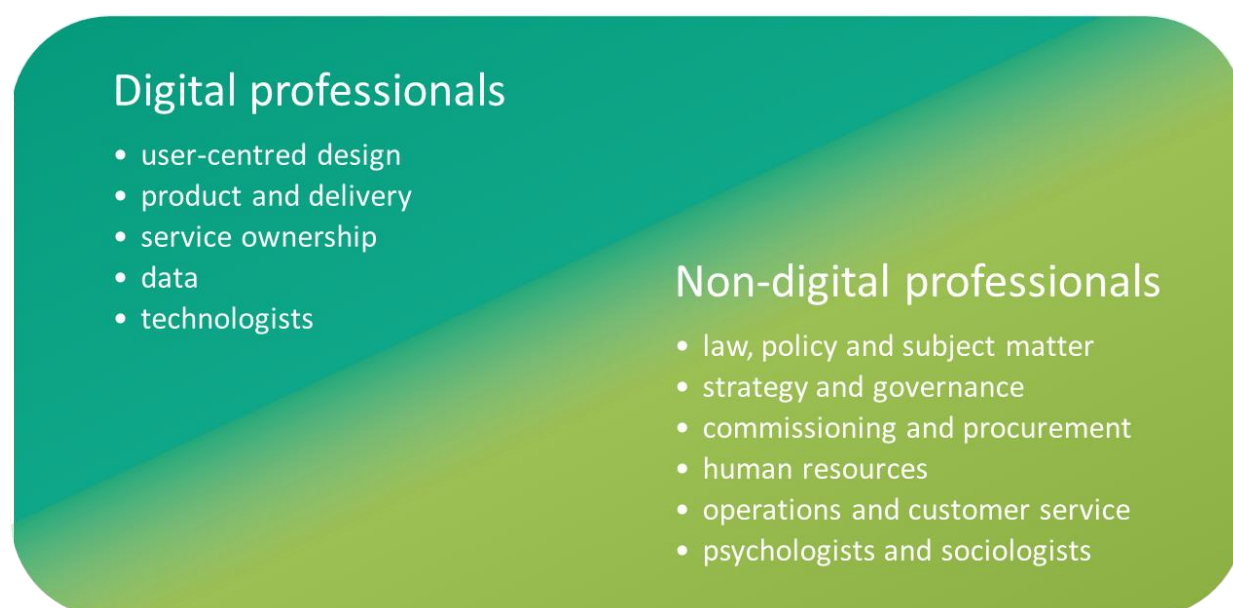 Digital professionals
• user-centred design
• product and delivery
• service ownership
• data
• technologists
Non-digital professionals
• law, policy and subject matter
• strategy and governance
• commissioning and procurement
• human resources
• operations and customer service
• psychologists and sociologists